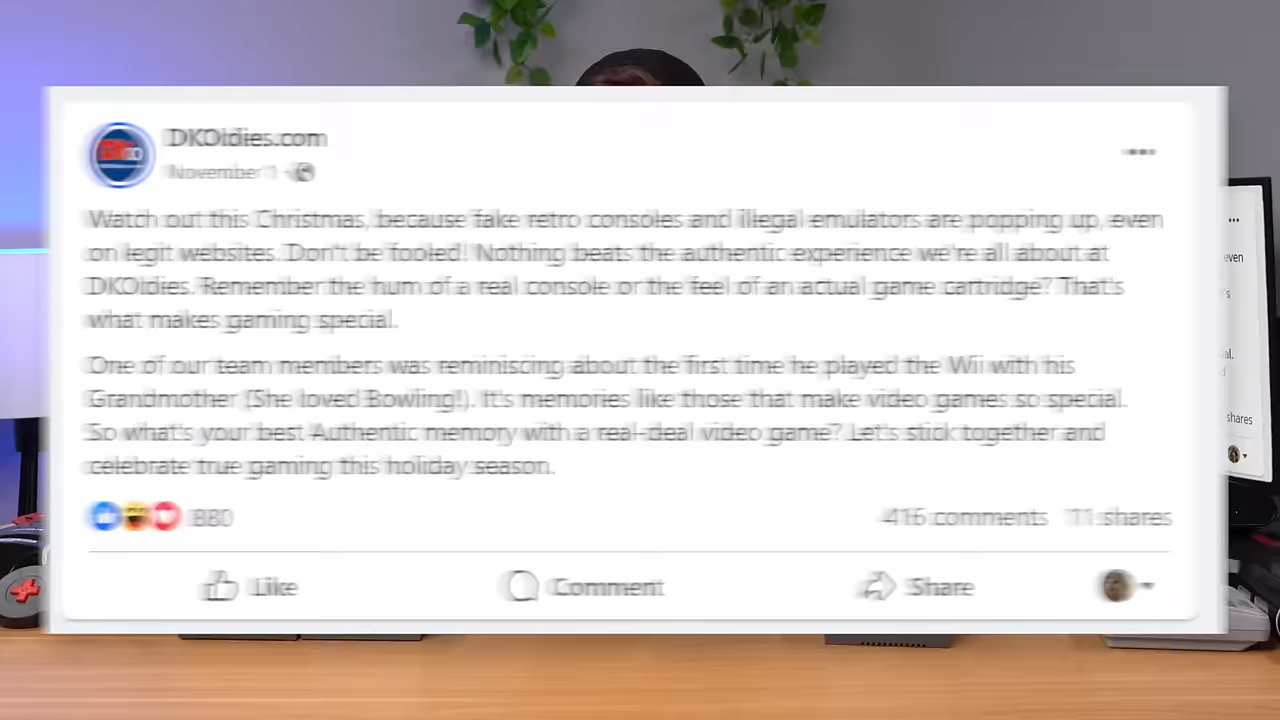 DKOldies.com
November 1
Watch out this Christmas, because fake retro consoles and illegal emulators are popping up, even
on legit websites. Don't be fooled! Nothing beats the authentic experience we're all about at
DKOldies. Remember the hum of a real console or the feel of an actual game cartridge? That's
what makes gaming special.
One of our team members was reminiscing about the first time he played the Wii with his
Grandmother (She loved Bowling!). It's memories like those that make video games so special.
So what's your best Authentic memory with a real-deal video game? Let's stick together and
celebrate true gaming this holiday season.
880
416 comments 11 shares
Like Comment Share
even
's
al.
d
shares